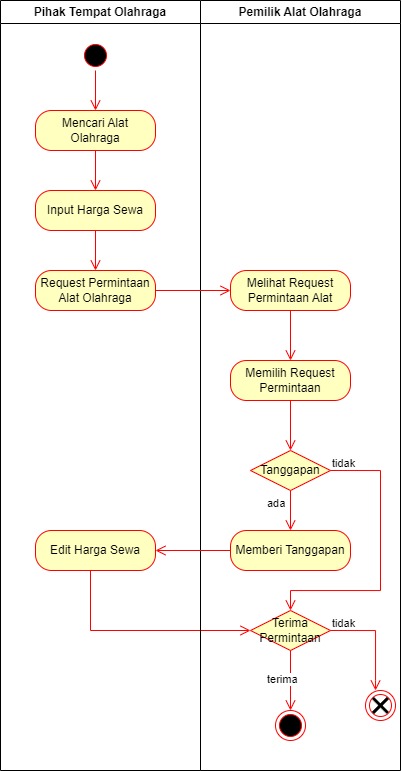 Pihak Tempat Olahraga
Pemilik Alat Olahraga
Mencari Alat
Olahraga
Input Harga Sewa
Request Permintaan
Alat Olahraga
Melihat Request
Permintaan Alat
Memilih Request
Permintaan
Tanggapan
tidak
ada
Edit Harga Sewa
Memberi Tanggapan
Terima
Permintaan
tidak
terima